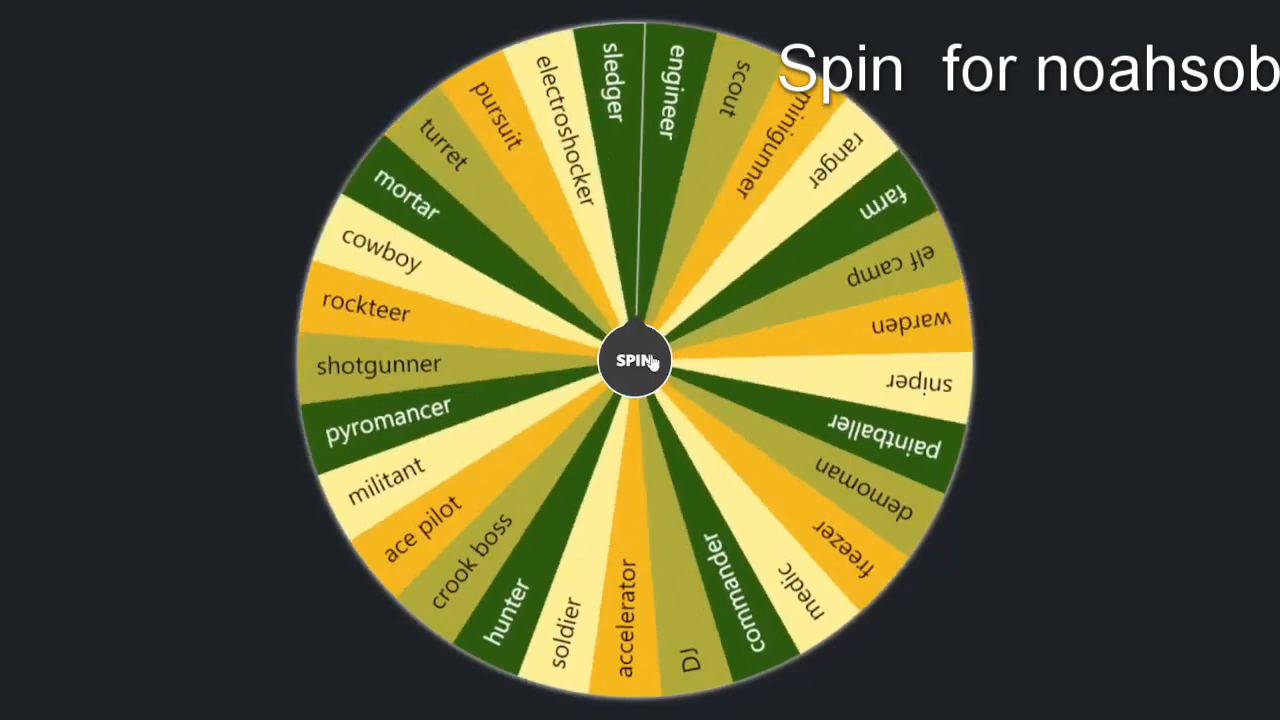 Spin for noahsob
engineer
scout
minigunner
ranger
farm
elf camp
warden
sniper
paintballer
demoman
freezer
medic
commander
DJ
accelerator
soldier
hunter
crook boss
ace pilot
militant
pyromancer
shotgunner
rockteer
cowboy
mortar
turret
pursuit
electroshocker
sledger
SPIN